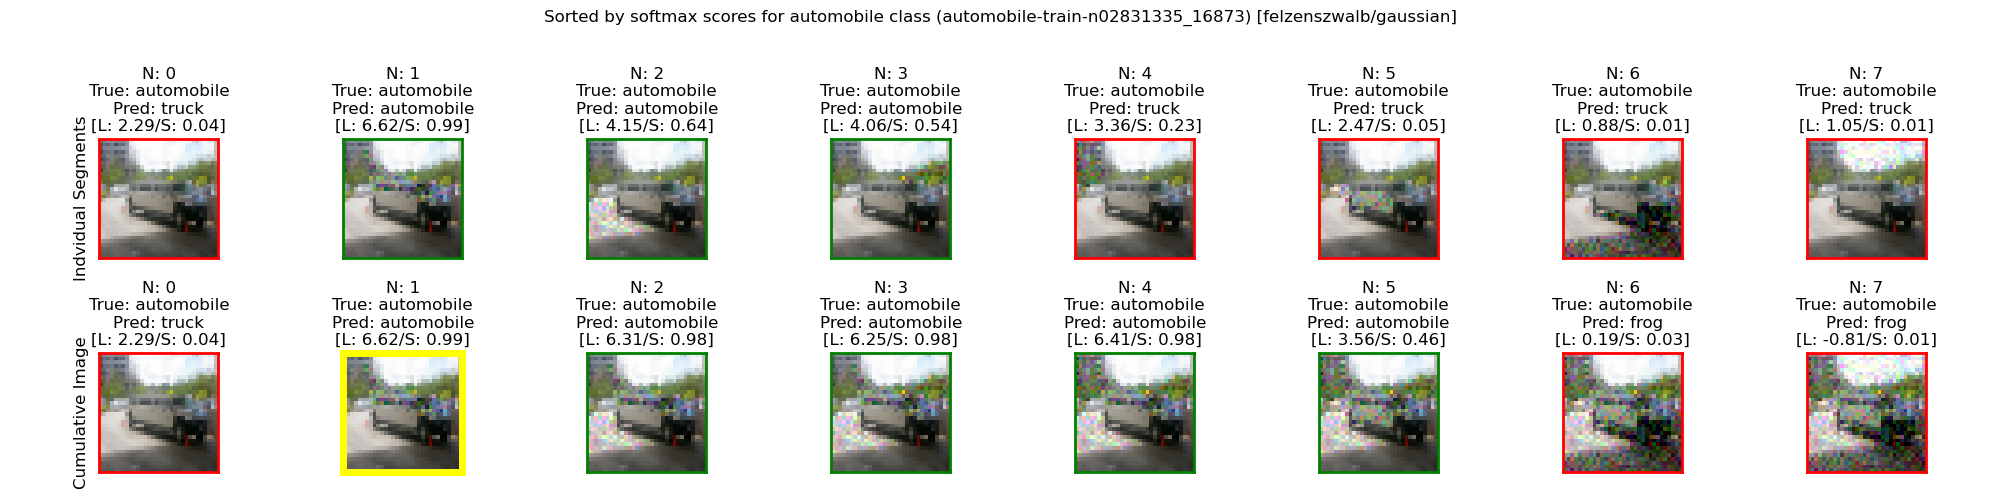 Sorted by softmax scores for automobile class (automobile-train-n02831335_16873) [felzenszwalb/gaussian]
Indvidual Segments
N: 0
True: automobile
Pred: truck
[L: 2.29/S: 0.04]
N: 1
True: automobile
Pred: automobile
[L: 6.62/S: 0.99]
N: 2
True: automobile
Pred: automobile
[L: 4.15/S: 0.64]
N: 3
True: automobile
Pred: automobile
[L: 4.06/S: 0.54]
N: 4
True: automobile
Pred: truck
[L: 3.36/S: 0.23]
N: 5
True: automobile
Pred: truck
[L: 2.47/S: 0.05]
N: 6
True: automobile
Pred: truck
[L: 0.88/S: 0.01]
N: 7
True: automobile
Pred: truck
[L: 1.05/S: 0.01]
Cumulative Image
N: 0
True: automobile
Pred: truck
[L: 2.29/S: 0.04]
N: 1
True: automobile
Pred: automobile
[L: 6.62/S: 0.99]
N: 2
True: automobile
Pred: automobile
[L: 6.31/S: 0.98]
N: 3
True: automobile
Pred: automobile
[L: 6.25/S: 0.98]
N: 4
True: automobile
Pred: automobile
[L: 6.41/S: 0.98]
N: 5
True: automobile
Pred: automobile
[L: 3.56/S: 0.46]
N: 6
True: automobile
Pred: frog
[L: 0.19/S: 0.03]
N: 7
True: automobile
Pred: frog
[L: -0.81/S: 0.01]